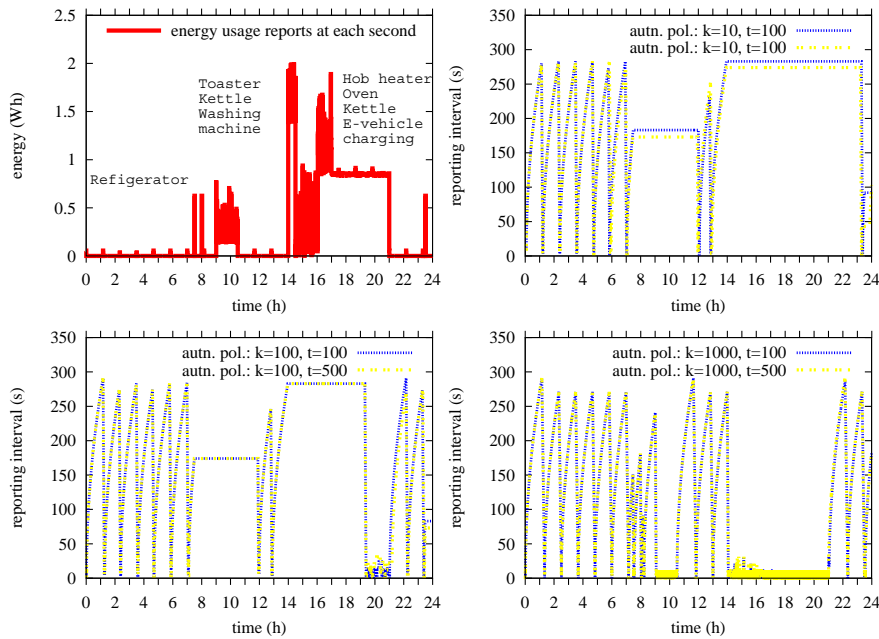 energy usage reports at each second
energy (Wh)
2.5
2
1.5
1
0.5
0
Toaster
Kettle
Washing
machine
Hob heater
Oven
Kettle
E-vehicle
charging
Refigerator
0 2 4 6 8 10 12 14 16 18 20 22 24
time (h)
autn. pol.: k=10, t=100
autn. pol.: k=10, t=100
reporting interval (s)
350
300
250
200
150
100
50
0
0 2 4 6 8 10 12 14 16 18 20 22 24
time (h)
autn. pol.: k=100, t=100
autn. pol.: k=100, t=500
reporting interval (s)
350
300
250
200
150
100
50
0
0 2 4 6 8 10 12 14 16 18 20 22 24
time (h)
autn. pol.: k=1000, t=100
autn. pol.: k=1000, t=500
reporting interval (s)
350
300
250
200
150
100
50
0
0 2 4 6 8 10 12 14 16 18 20 22 24
time (h)